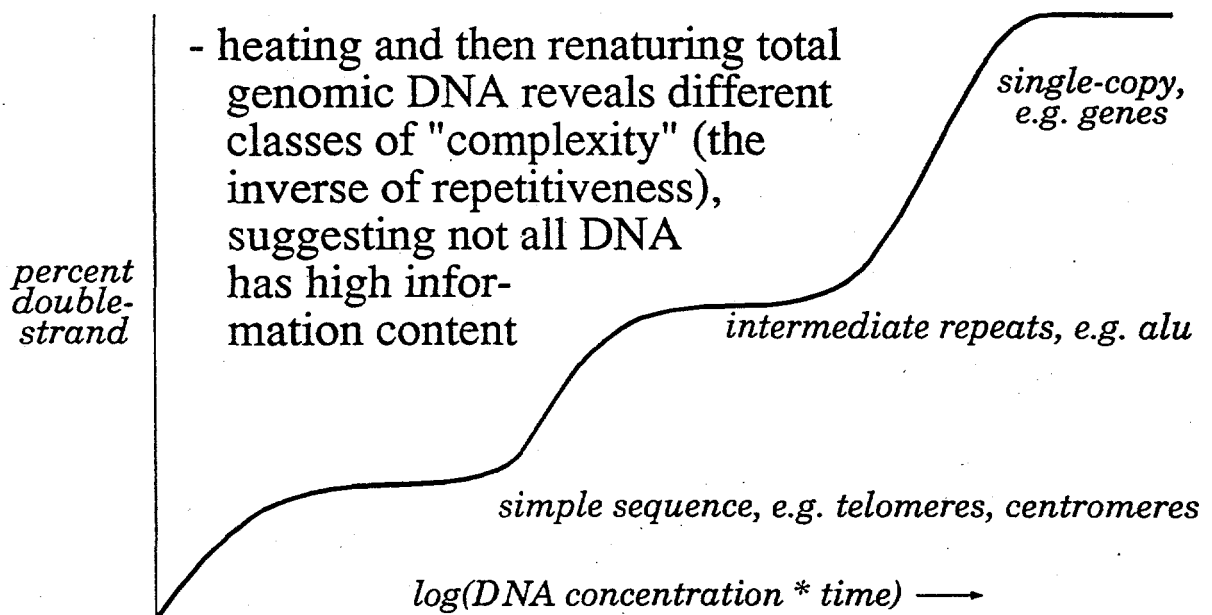 - heating and then renaturing total
genomic DNA reveals different
classes of "complexity" (the
inverse of repetitiveness),
suggesting not all DNA
has high infor-
mation content
single-copy,
e.g. genes
percent
double-
strand
intermediate repeats, e.g. alu
simple sequence, e.g. telomeres, centromeres
log(DNA concentration * time) →